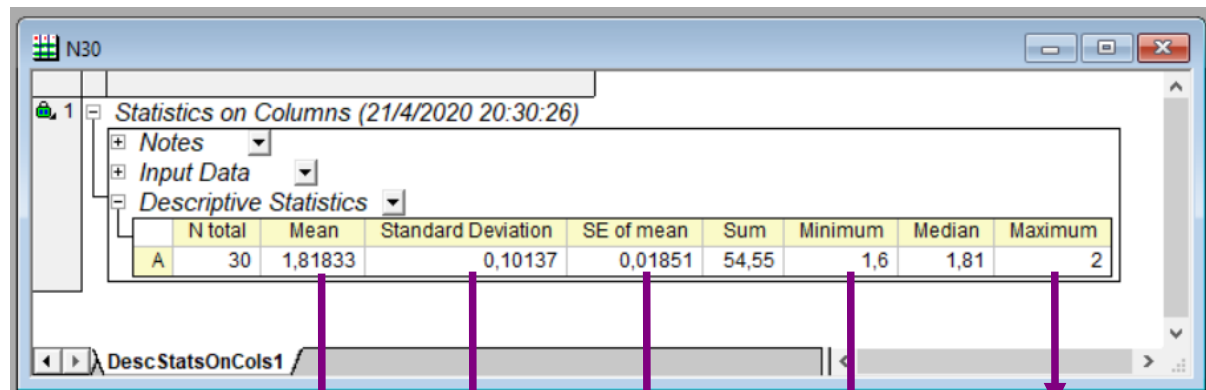 N30
1 Statistics on Columns (21/4/2020 20:30:26)
Notes
Input Data
Descriptive Statistics
N total Mean Standard Deviation SE of mean Sum Minimum Median Maximum
A 30 1,81833 0,10137 0,01851 54,55 1,6 1,81 2
DescStatsOnCols1